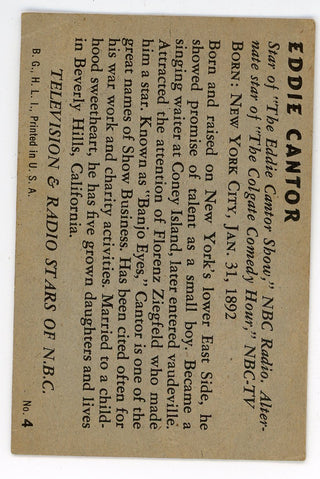 EDDIE CANTOR
Star of "The Eddie Cantor Show," NBC Radio. Alter-
nate star of "The Colgate Comedy Hour," NBC-TV
BORN: NEW YORK CITY, JAN. 31, 1892
Born and raised on New York's lower East Side, he
showed promise of talent as a small boy. Became a
singing waiter at Coney Island, later entered vaudeville.
Attracted the attention of Florenz Ziegfeld who made
him a star. Known as "Banjo Eyes," Cantor is one of the
great names of Show Business. Has been cited often for
his war work and charity activities. Married to a child-
hood sweetheart, he has five grown daughters and lives
in Beverly Hills, California.
TELEVISION & RADIO STARS OF N.B.C.
B G., H. L. I., Printed in U. S. A.
No. 4